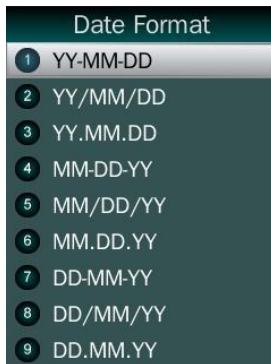 Date Format
1 YY-MM-DD
2 YY/MM/DD
3 YY.MM.DD
4 MM-DD-YY
5 MM/DD/YY
6 MM.DD.YY
7 DD-MM-YY
8 DD/MM/YY
9 DD.MM.YY